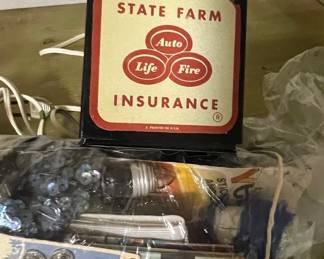 STATE FARM
Auto
Life Fire
INSURANCE
®